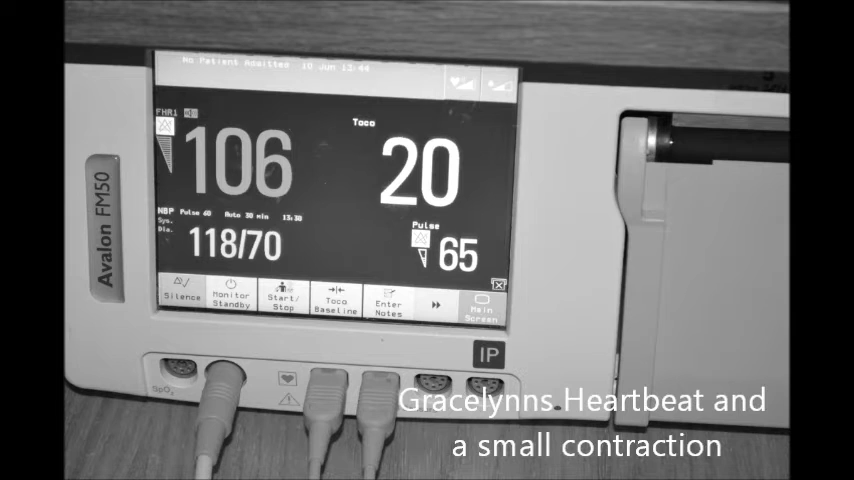 No Patient Admitted 10 Jun 13:44
FHR1
Toco
106
20
NBP Pulse 60 Auto 30 min 13:30
Sys.
Dia.
118/70
Pulse
65
Silence
Monitor
Standby
Start/
Stop
Toco
Baseline
Enter
Notes
Main
Screen
Avalon FM50
IP
SpO₂
Gracelynns Heartbeat and
a small contraction